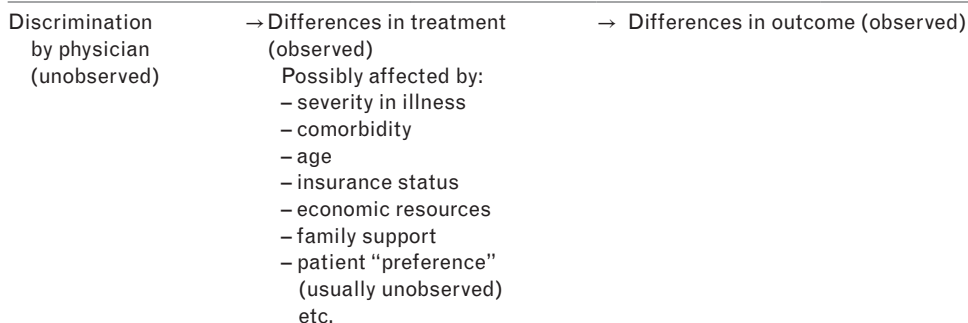 Discrimination → Differences in treatment → Differences in outcome (observed)
by physician (observed)
(unobserved) Possibly affected by:
– severity in illness
– comorbidity
– age
– insurance status
– economic resources
– family support
– patient “preference”
(usually unobserved)
etc.